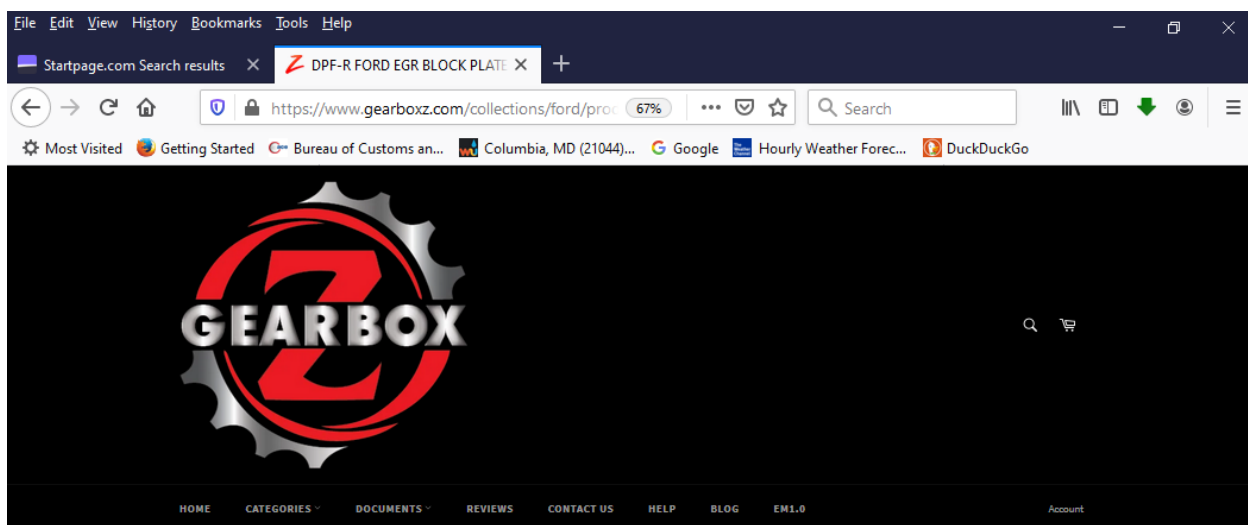 File Edit View History Bookmarks Tools Help
Startpage.com Search results DPF-R FORD EGR BLOCK PLATE
https://www.gearboxz.com/collections/ford/pro 67% Search
Most Visited Getting Started Bureau of Customs an... Columbia, MD (21044)... Google Hourly Weather Forec... DuckDuckGo
Z
GEARBOX
HOME CATEGORIES DOCUMENTS REVIEWS CONTACT US HELP BLOG EM1.0 Account